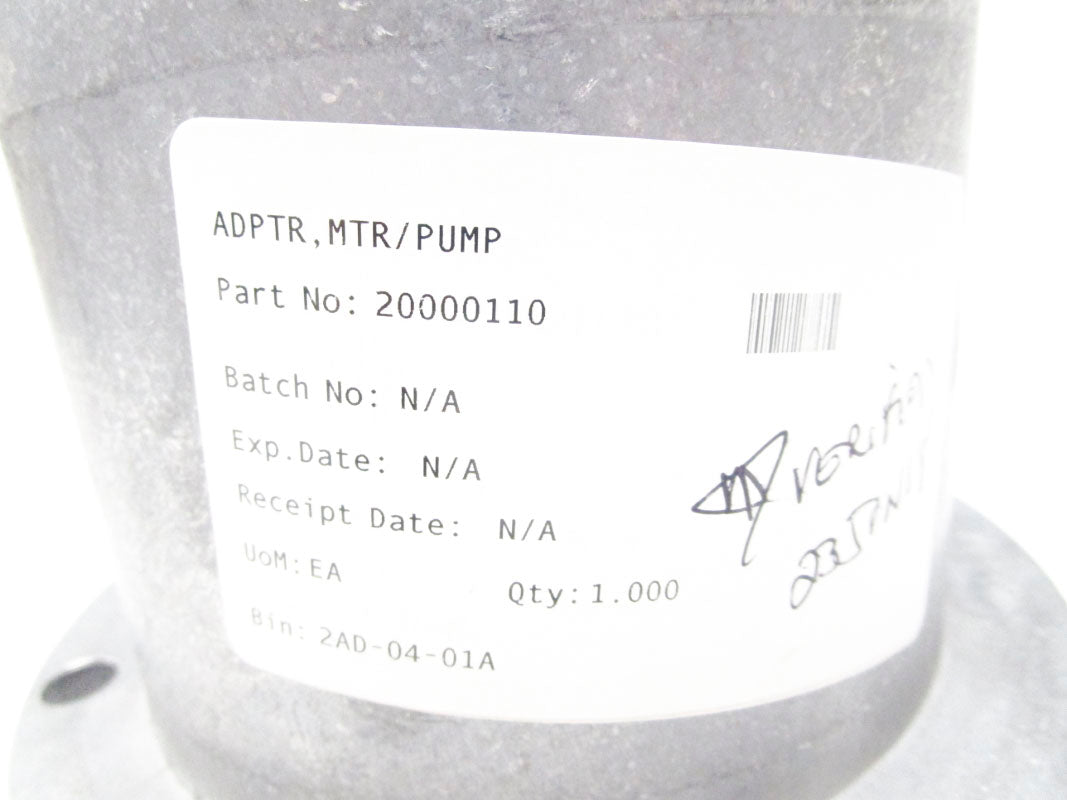 ADPTR,MTR/PUMP
Part No: 20000110
Batch No: N/A
Exp.Date: N/A
Receipt Date: N/A
UoM: EA
Qty: 1.000
Bin: 2AD-04-01A
VERIFIED